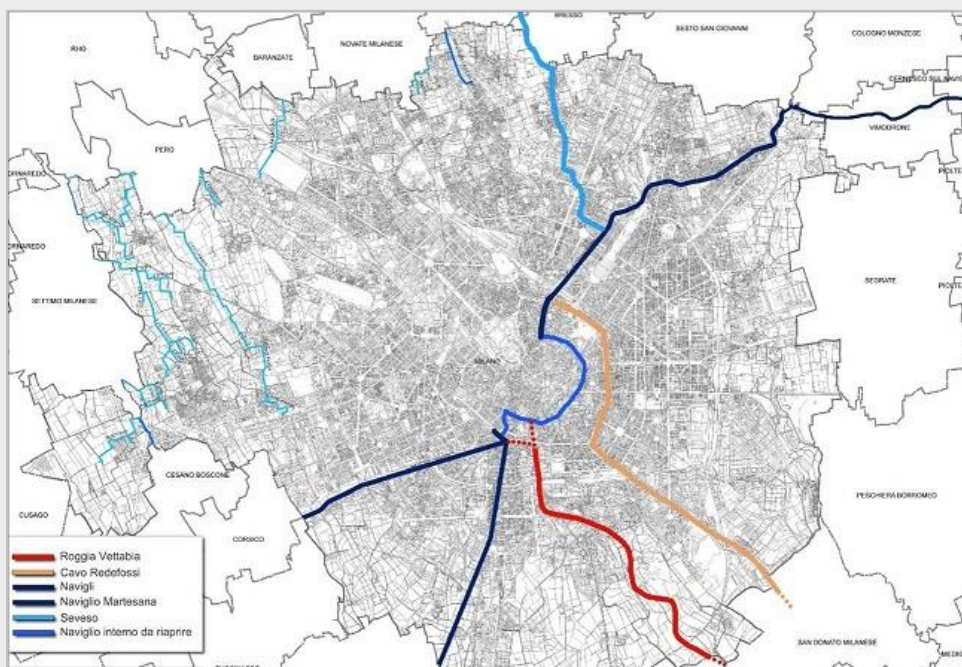 BRESSO
SESTO SAN GIOVANNI
COLOGNO MONZESE
RHO
NOVATE MILANESE
BARANZATE
VIMODRONE
PERO
SEGRATE
SETTIMO MILANESE
MILANO
CESANO BOSCONE
CUSAGO
CORSICO
PESCHIERA BORROMEO
SAN DONATO MILANESE
Roggia Vettabia
Cavo Redefossi
Navigli
Naviglio Martesana
Seveso
Naviglio interno da riaprire